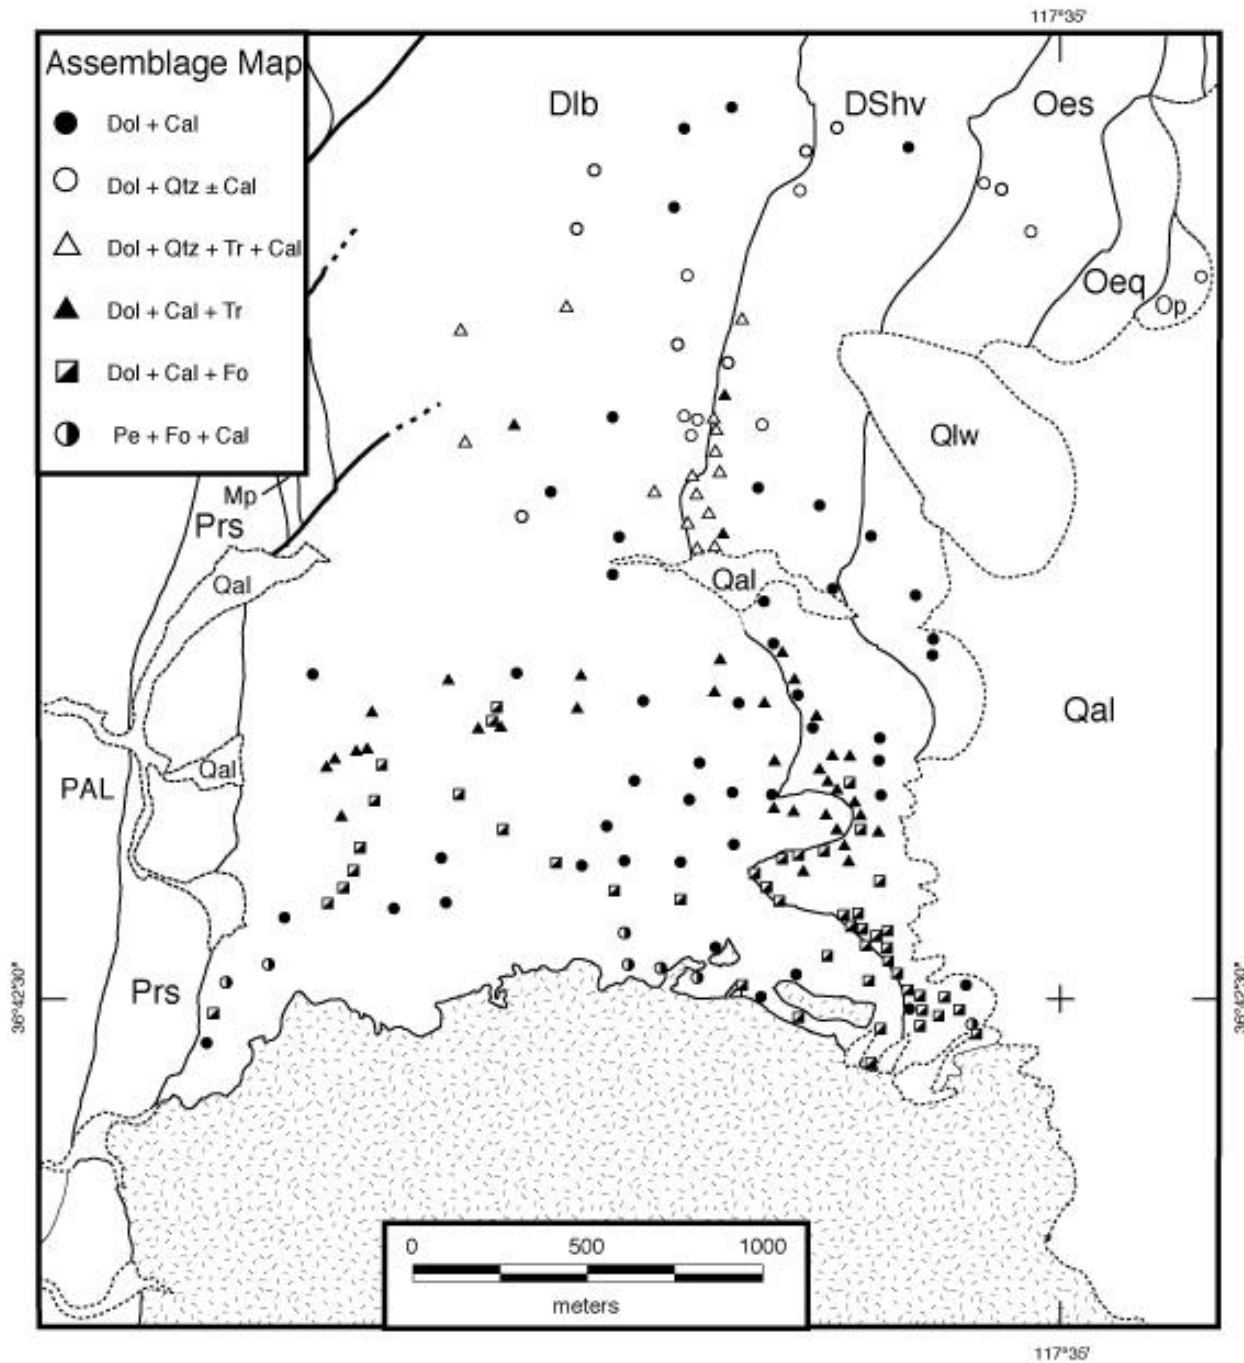 117°35'
Assemblage Map
Dol + Cal
Dol + Qtz ± Cal
Dol + Qtz + Tr + Cal
Dol + Cal + Tr
Dol + Cal + Fo
Pe + Fo + Cal
Dlb
DShv
Oes
Oeq
Op
Qlw
Mp
Prs
Qal
Qal
Qal
Qal
PAL
Prs
36°42'30"
36°42'30"
0 500 1000
meters
117°35'